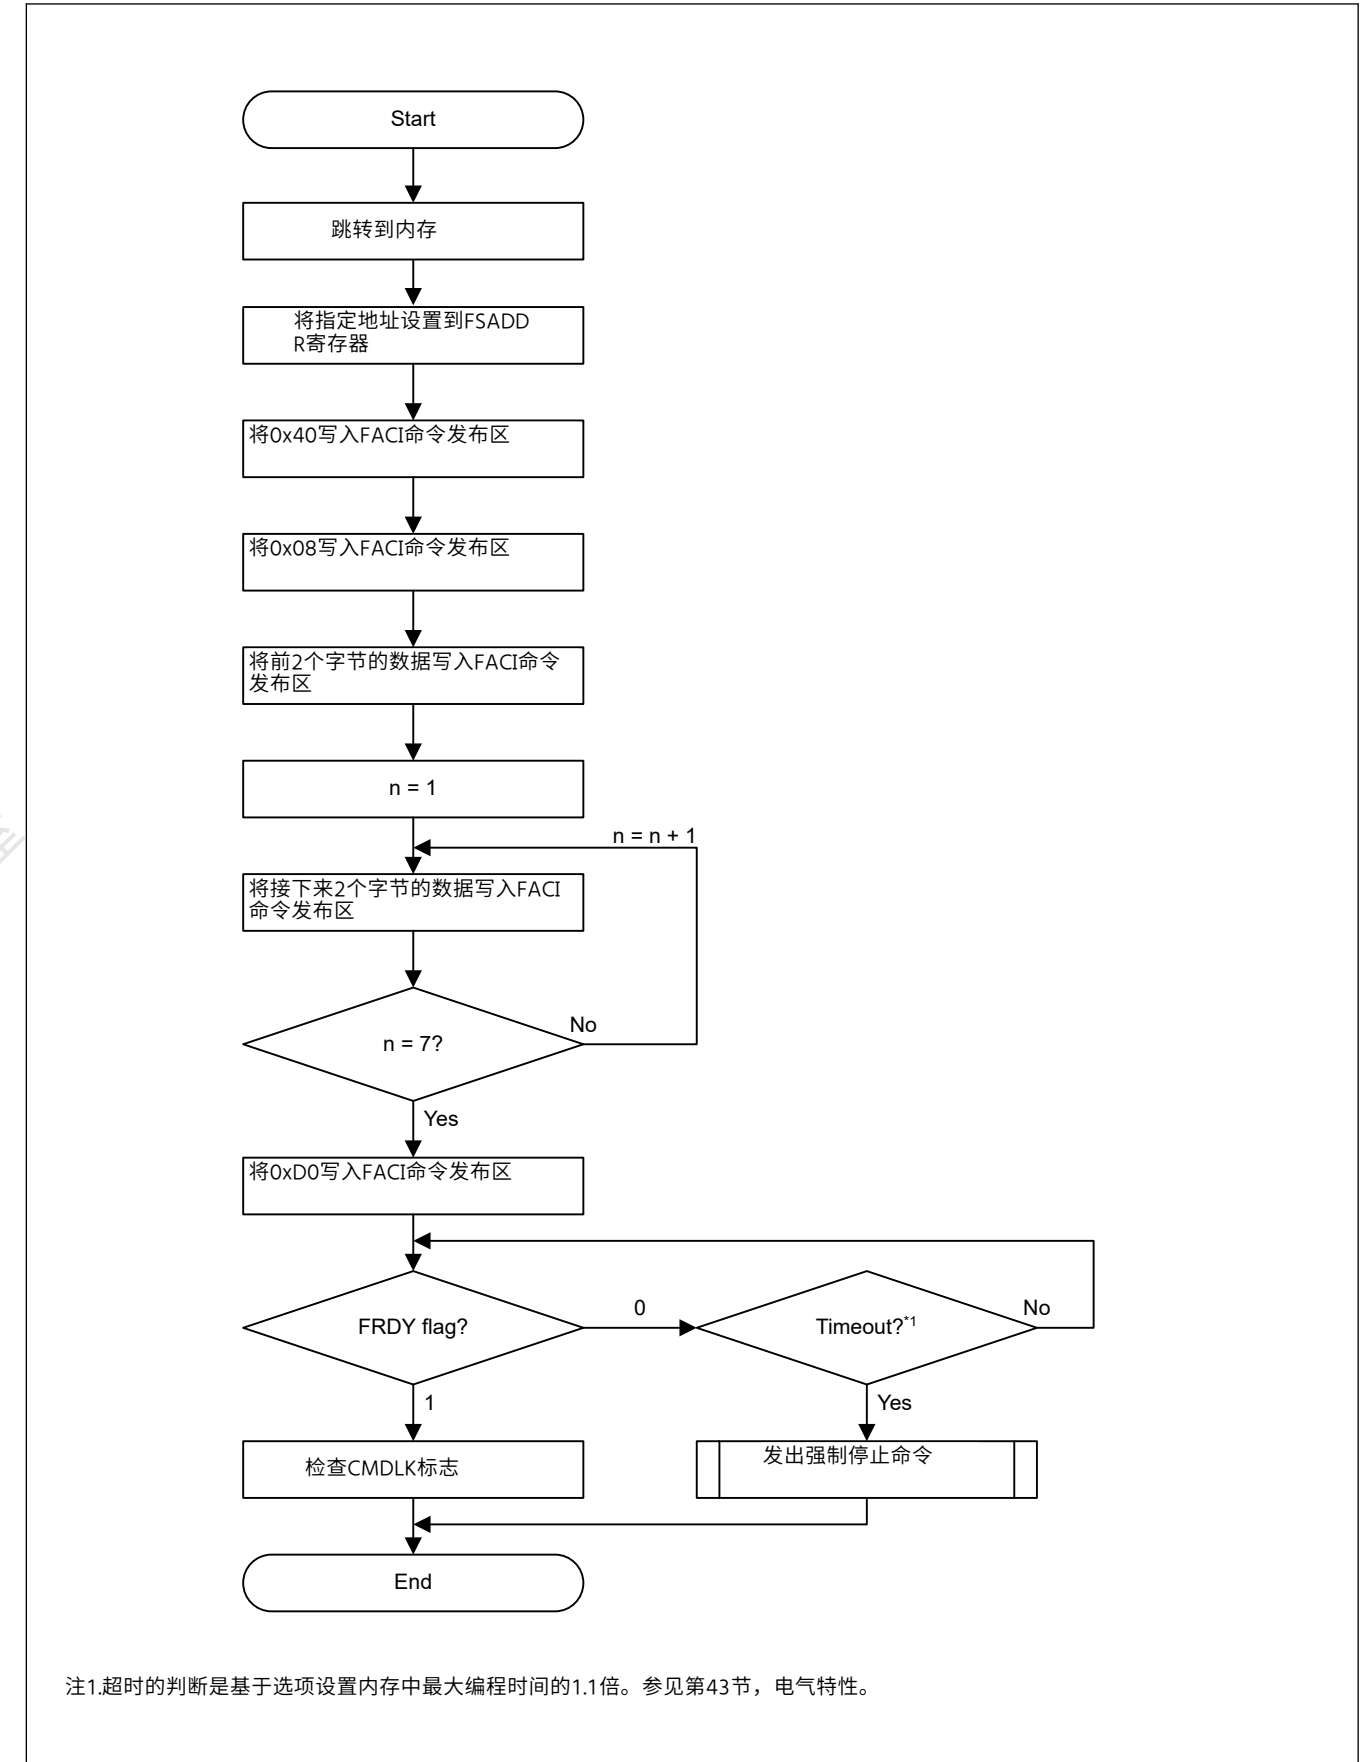 Start
跳转到内存
将指定地址设置到FSADD
R寄存器
将0x40写入FACI命令发布区
将0x08写入FACI命令发布区
将前2个字节的数据写入FACI命令
发布区
n = 1
n = n + 1
将接下来2个字节的数据写入FACI
命令发布区
n = 7?
No
Yes
将0xD0写入FACI命令发布区
FRDY flag?
0
Timeout?*1
No
1
Yes
检查CMDLK标志
发出强制停止命令
End
注1.超时的判断是基于选项设置内存中最大编程时间的1.1倍。参见第43节，电气特性。